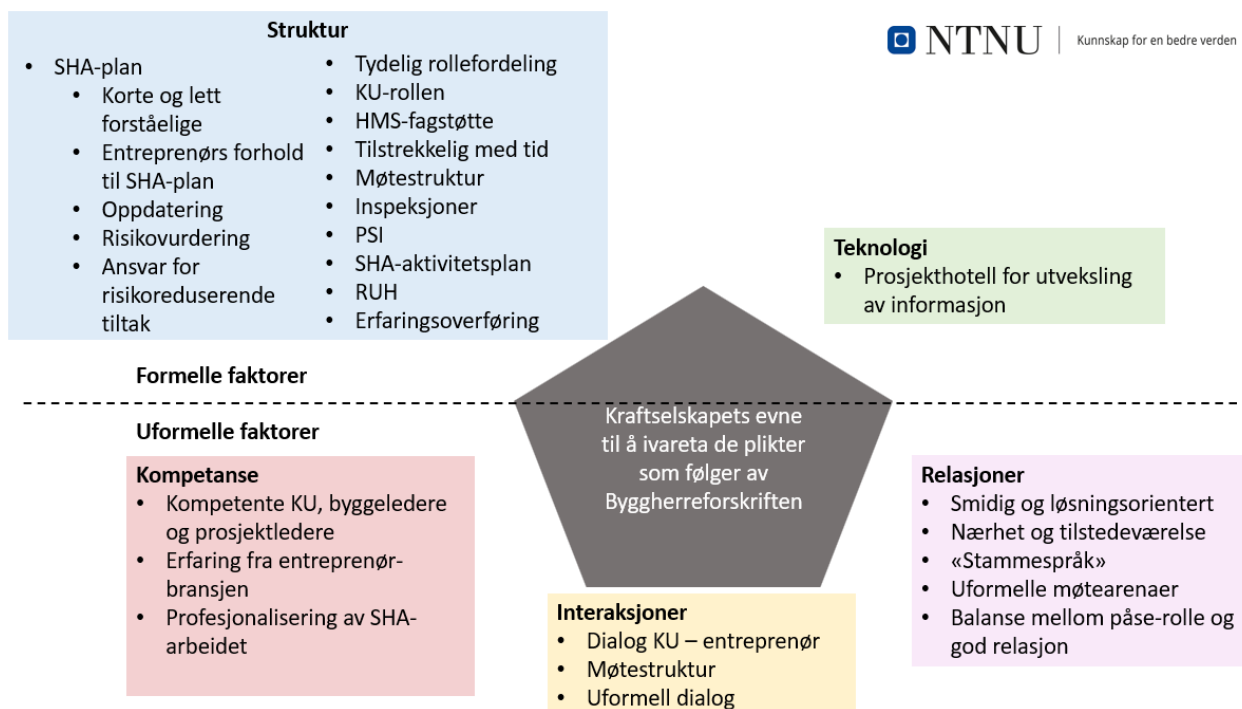 Struktur
• SHA-plan
• Korte og lett
forståelige
• Entreprenørs forhold
til SHA-plan
• Oppdatering
• Risikovurdering
• Ansvar for
risikoreduserende
tiltak
• Tydelig rollefordeling
• KU-rollen
• HMS-fagstøtte
• Tilstrekkelig med tid
• Møtestruktur
• Inspeksjoner
• PSI
• SHA-aktivitetsplan
• RUH
• Erfaringsoverføring
NTNU
Kunnskap for en bedre verden
Teknologi
• Prosjekthotell for utveksling
av informasjon
Formelle faktorer
Uformelle faktorer
Kraftselskapets evne
til å ivareta de plikter
som følger av
Byggherreforskriften
Kompetanse
• Kompetente KU, byggeledere
og prosjektledere
• Erfaring fra entreprenør-
bransjen
• Profesjonalisering av SHA-
arbeidet
Interaksjoner
• Dialog KU – entreprenør
• Møtestruktur
• Uformell dialog
Relasjoner
• Smidig og løsningsorientert
• Nærhet og tilstedeværelse
• «Stammespråk»
• Uformelle møtearenaer
• Balanse mellom påse-rolle og
god relasjon